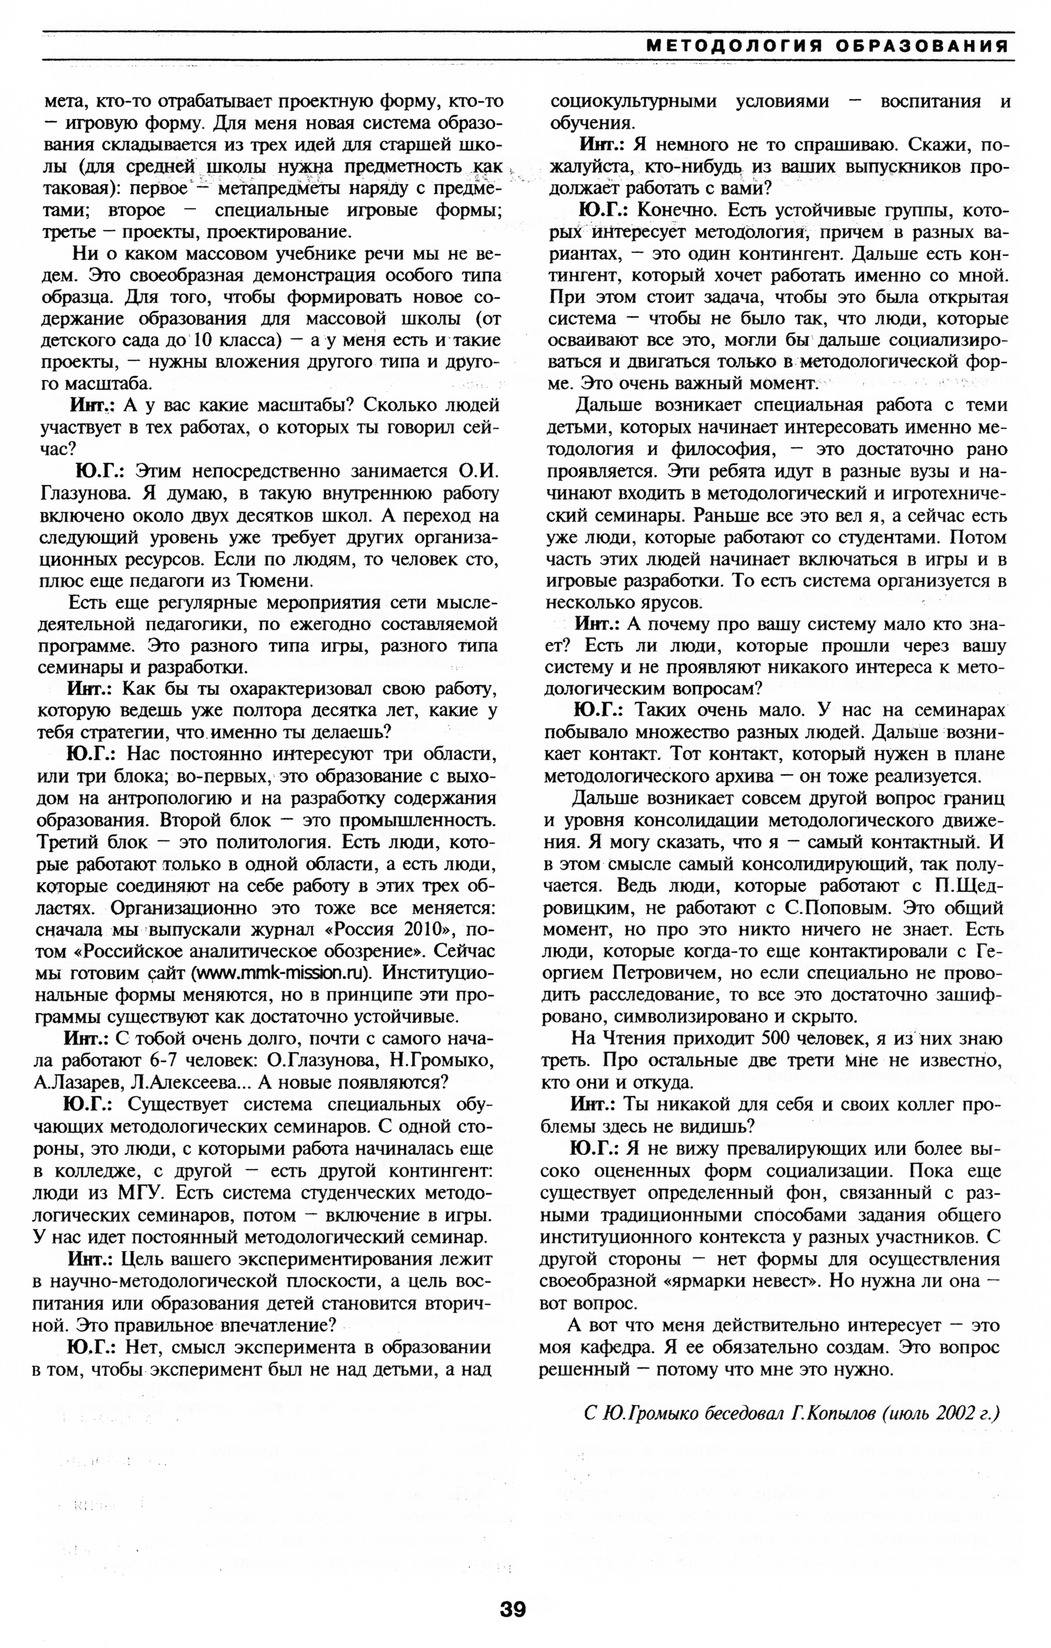 МЕТОДОЛОГИЯ ОБРАЗОВАНИЯ
мета, кто-то отрабатывает проектную форму, кто-то
— игровую форму. Для меня новая система образо-
вания складывается из трех идей для старшей шко-
лы (для средней школы нужна предметность как
таковая): первое — метапредметы наряду с предме-
тами; второе — специальные игровые формы;
третье — проекты, проектирование.
Ни о каком массовом учебнике речи мы не ве-
дем. Это своеобразная демонстрация особого типа
образца. Для того, чтобы формировать новое со-
держание образования для массовой школы (от
детского сада до 10 класса) — а у меня есть и такие
проекты, — нужны вложения другого типа и друго-
го масштаба.
Инт.: А у вас какие масштабы? Сколько людей
участвует в тех работах, о которых ты говорил сей-
час?
Ю.Г.: Этим непосредственно занимается О.И.
Глазунова. Я думаю, в такую внутреннюю работу
включено около двух десятков школ. А переход на
следующий уровень уже требует других организа-
ционных ресурсов. Если по людям, то человек сто,
плюс еще педагоги из Тюмени.
Есть еще регулярные мероприятия сети мысле-
деятельной педагогики, по ежегодно составляемой
программе. Это разного типа игры, разного типа
семинары и разработки.
Инт.: Как бы ты охарактеризовал свою работу,
которую ведешь уже полтора десятка лет, какие у
тебя стратегии, что именно ты делаешь?
Ю.Г.: Нас постоянно интересуют три области,
или три блока; во-первых, это образование с выхо-
дом на антропологию и на разработку содержания
образования. Второй блок — это промышленность.
Третий блок — это политология. Есть люди, кото-
рые работают только в одной области, а есть люди,
которые соединяют на себе работу в этих трех об-
ластях. Организационно это тоже все меняется:
сначала мы выпускали журнал «Россия 2010», по-
том «Российское аналитическое обозрение». Сейчас
мы готовим сайт (www.mmk-mission.ru). Институцио-
нальные формы меняются, но в принципе эти про-
граммы существуют как достаточно устойчивые.
Инт.: С тобой очень долго, почти с самого нача-
ла работают 6-7 человек: О.Глазунова, Н.Громыко,
А.Лазарев, Л.Алексеева... А новые появляются?
Ю.Г.: Существует система специальных обу-
чающих методологических семинаров. С одной сто-
роны, это люди, с которыми работа начиналась еще
в колледже, с другой — есть другой контингент:
люди из МГУ. Есть система студенческих методо-
логических семинаров, потом — включение в игры.
У нас идет постоянный методологический семинар.
Инт.: Цель вашего экспериментирования лежит
в научно-методологической плоскости, а цель вос-
питания или образования детей становится вторич-
ной. Это правильное впечатление?
Ю.Г.: Нет, смысл эксперимента в образовании
в том, чтобы эксперимент был не над детьми, а над
социокультурными условиями — воспитания и
обучения.
Инт.: Я немного не то спрашиваю. Скажи, по-
жалуйста, кто-нибудь из ваших выпускников про-
должает работать с вами?
Ю.Г.: Конечно. Есть устойчивые группы, кото-
рых интересует методология, причем в разных ва-
риантах, — это один контингент. Дальше есть кон-
тингент, который хочет работать именно со мной.
При этом стоит задача, чтобы это была открытая
система — чтобы не было так, что люди, которые
осваивают все это, могли бы дальше социализиро-
ваться и двигаться только в методологической фор-
ме. Это очень важный момент.
Дальше возникает специальная работа с теми
детьми, которых начинает интересовать именно ме-
тодология и философия, — это достаточно рано
проявляется. Эти ребята идут в разные вузы и на-
чинают входить в методологический и игротехниче-
ский семинары. Раньше все это вел я, а сейчас есть
уже люди, которые работают со студентами. Потом
часть этих людей начинает включаться в игры и в
игровые разработки. То есть система организуется в
несколько ярусов.
Инт.: А почему про вашу систему мало кто зна-
ет? Есть ли люди, которые прошли через вашу
систему и не проявляют никакого интереса к мето-
дологическим вопросам?
Ю.Г.: Таких очень мало. У нас на семинарах
побывало множество разных людей. Дальше возни-
кает контакт. Тот контакт, который нужен в плане
методологического архива — он тоже реализуется.
Дальше возникает совсем другой вопрос границ
и уровня консолидации методологического движе-
ния. Я могу сказать, что я — самый контактный. И
в этом смысле самый консолидирующий, так полу-
чается. Ведь люди, которые работают с П.Щед-
ровицким, не работают с С.Поповым. Это общий
момент, но про это никто ничего не знает. Есть
люди, которые когда-то еще контактировали с Ге-
оргием Петровичем, но если специально не прово-
дить расследование, то все это достаточно зашиф-
ровано, символизировано и скрыто.
На Чтения приходит 500 человек, я из них знаю
треть. Про остальные две трети мне не известно,
кто они и откуда.
Инт.: Ты никакой для себя и своих коллег про-
блемы здесь не видишь?
Ю.Г.: Я не вижу превалирующих или более вы-
соко оцененных форм социализации. Пока еще
существует определенный фон, связанный с раз-
ными традиционными способами задания общего
институционного контекста у разных участников. С
другой стороны — нет формы для осуществления
своеобразной «ярмарки невест». Но нужна ли она —
вот вопрос.
А вот что меня действительно интересует — это
моя кафедра. Я ее обязательно создам. Это вопрос
решенный — потому что мне это нужно.
С Ю.Громыко беседовал Г.Копылов (июль 2002 г.)
39